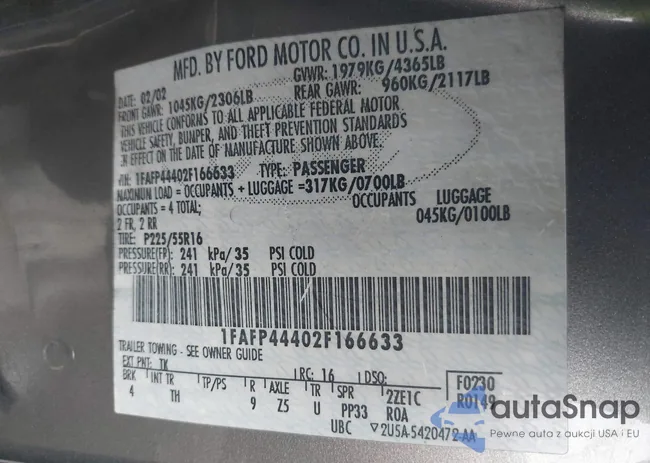 MFD. BY FORD MOTOR CO. IN U.S.A.
DATE: 02/02 GVWR: 1979KG/4365LB
FRONT GAWR: 1045KG/2306LB REAR GAWR: 960KG/2117LB
THIS VEHICLE CONFORMS TO ALL APPLICABLE FEDERAL MOTOR
VEHICLE SAFETY, BUMPER, AND THEFT PREVENTION STANDARDS
IN EFFECT ON THE DATE OF MANUFACTURE SHOWN ABOVE.
VIN: 1FAFP44402F166633 TYPE: PASSENGER
MAXIMUM LOAD = OCCUPANTS + LUGGAGE =317KG/0700LB
OCCUPANTS = 4 TOTAL; OCCUPANTS LUGGAGE
2 FR, 2 RR 045KG/0100LB
TIRE: P225/55R16
PRESSURE(FP): 241 kPa/35 PSI COLD
PRESSURE(RR): 241 kPa/35 PSI COLD
1FAFP44402F166633
TRAILER TOWING - SEE OWNER GUIDE
EXT PNT: TK RC: 16 DSO: F0230
BRK INT TR TP/PS R AXLE TR SPR 2ZE1C R0149
4 TH 9 Z5 U PP33 ROA
UBC ▽2U5A-5420472-AA
autaSnap
Pewne auta z aukcji USA i EU